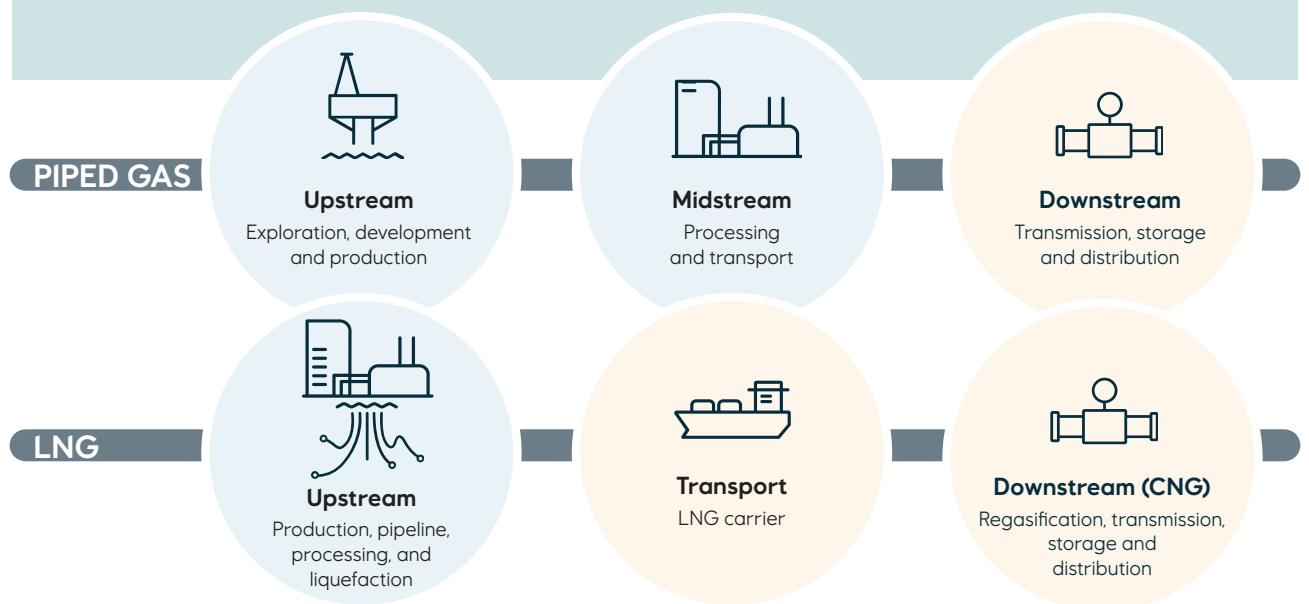 PIPED GAS
Upstream
Exploration, development
and production
Midstream
Processing
and transport
Downstream
Transmission, storage
and distribution
LNG
Upstream
Production, pipeline,
processing, and
liquefaction
Transport
LNG carrier
Downstream (CNG)
Regasification, transmission,
storage and
distribution